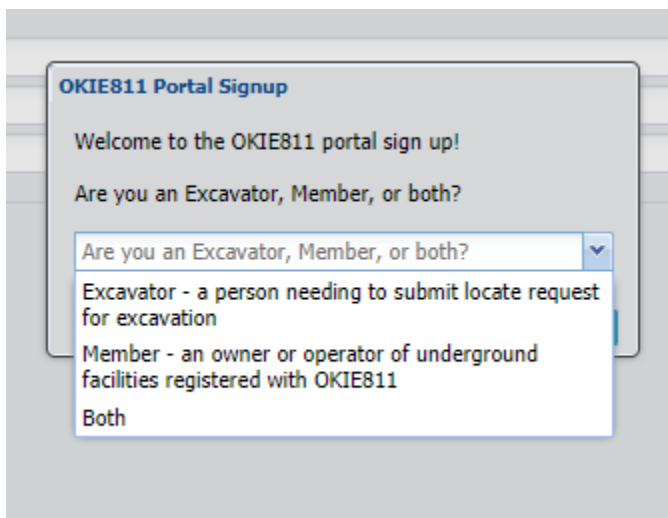 OKIE811 Portal Signup
Welcome to the OKIE811 portal sign up!
Are you an Excavator, Member, or both?
Are you an Excavator, Member, or both?
Excavator - a person needing to submit locate request
for excavation
Member - an owner or operator of underground
facilities registered with OKIE811
Both